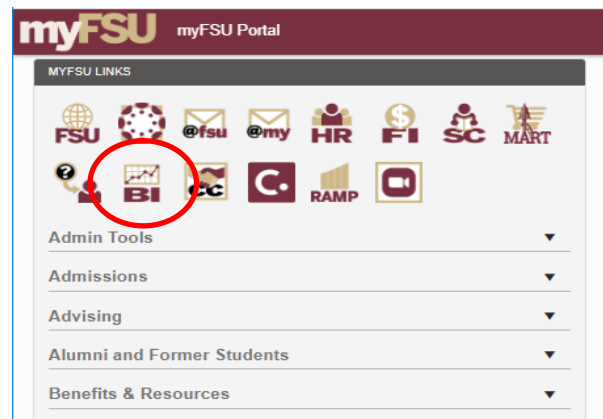 myFSU myFSU Portal
MYFSU LINKS
FSU @fsu @my HR FI SC MART
? BI CC C. RAMP
Admin Tools
Admissions
Advising
Alumni and Former Students
Benefits & Resources